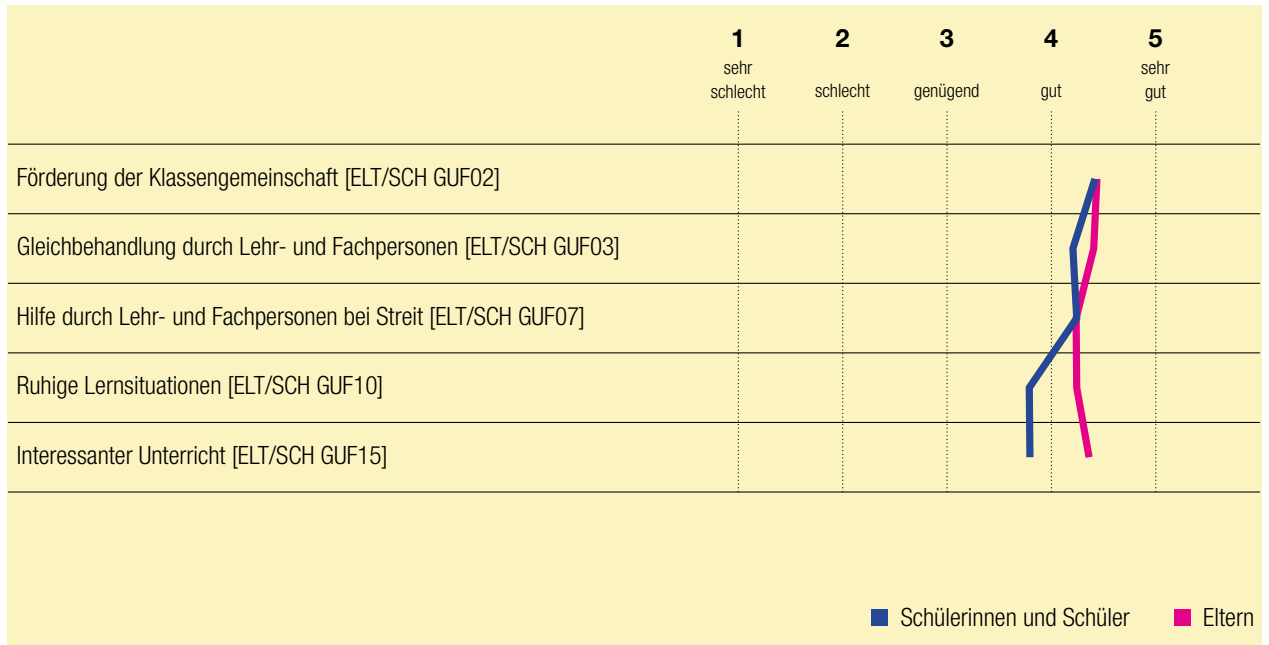 1 2 3 4 5
sehr schlecht schlecht genügend gut sehr gut
Förderung der Klassengemeinschaft [ELT/SCH GUF02]
Gleichbehandlung durch Lehr- und Fachpersonen [ELT/SCH GUF03]
Hilfe durch Lehr- und Fachpersonen bei Streit [ELT/SCH GUF07]
Ruhige Lernsituationen [ELT/SCH GUF10]
Interessanter Unterricht [ELT/SCH GUF15]
Schülerinnen und Schüler Eltern